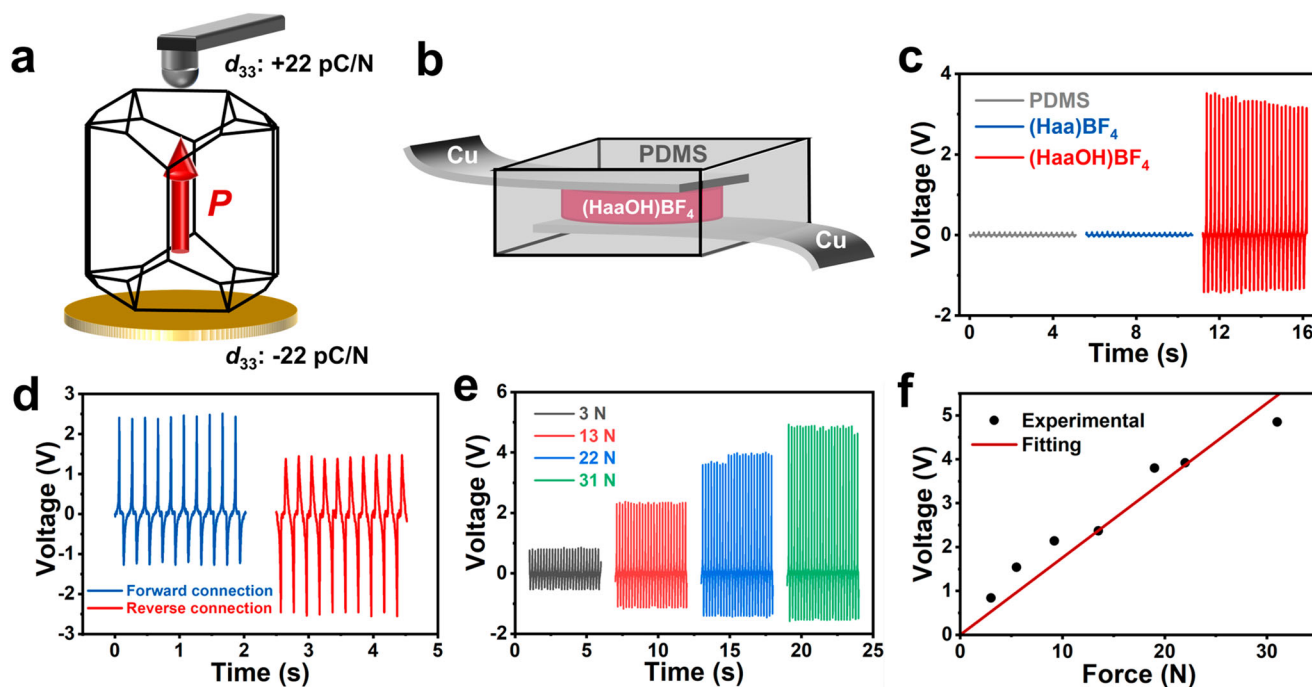 a
d33: +22 pC/N
P
d33: -22 pC/N
b
Cu
PDMS
(HaaOH)BF4
Cu
c
Voltage (V)
4
2
0
-2
PDMS
(Haa)BF4
(HaaOH)BF4
0 4 8 12 16
Time (s)
d
Voltage (V)
3
2
1
0
-1
-2
-3
Forward connection
Reverse connection
0 1 2 3 4 5
Time (s)
e
Voltage (V)
6
4
2
0
-2
3 N
13 N
22 N
31 N
0 5 10 15 20 25
Time (s)
f
Voltage (V)
5
4
3
2
1
0
Experimental
Fitting
0 10 20 30
Force (N)